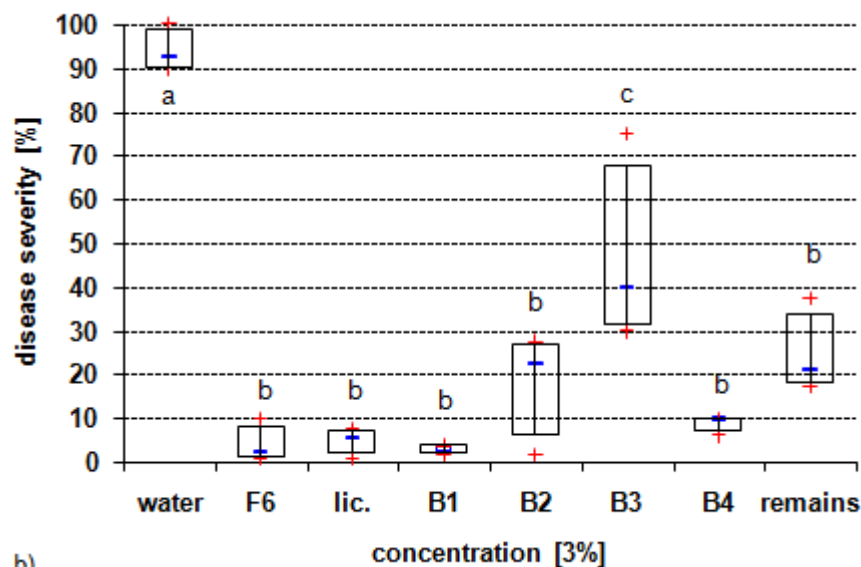 100
90
80
70
60
50
40
30
20
10
0
disease severity [%]
a
b
b
b
b
c
b
b
water F6 lic. B1 B2 B3 B4 remains
concentration [3%]
b)